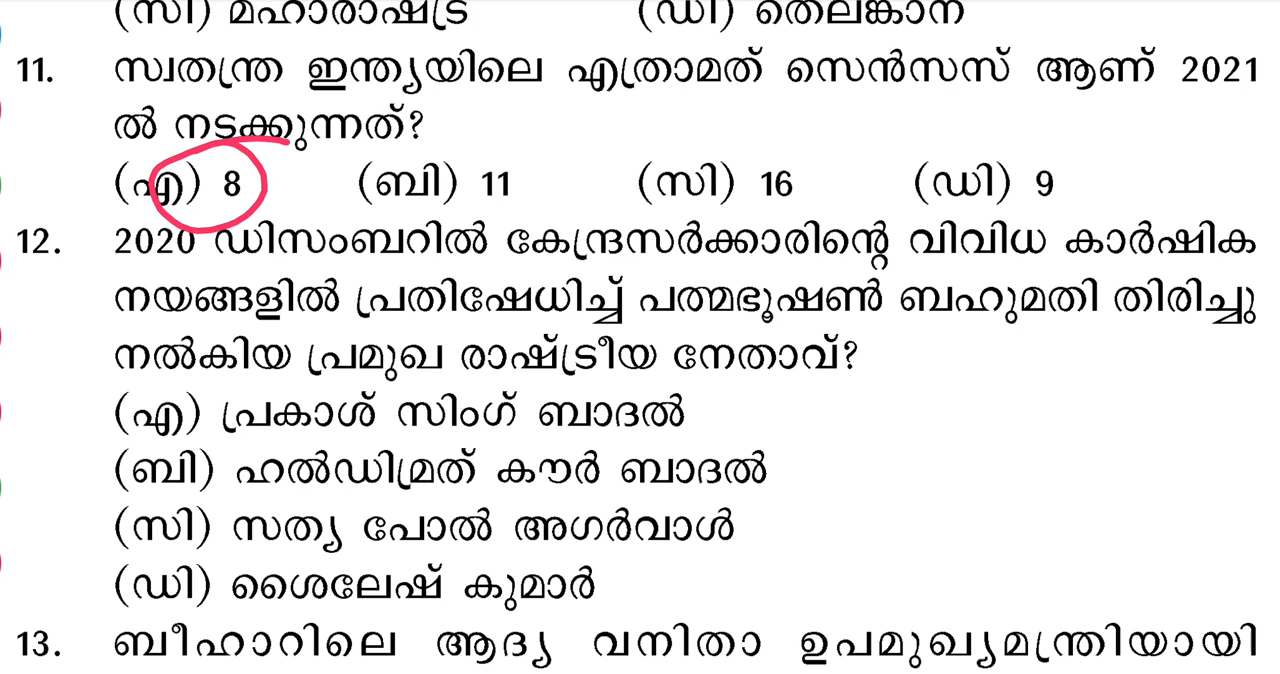 (സി) മഹാരാഷ്ട്ര (ഡി) തെലങ്കാന
11. സ്വതന്ത്ര ഇന്ത്യയിലെ എത്രാമത് സെൻസസ് ആണ് 2021
ൽ നടക്കുന്നത്?
(എ) 8 (ബി) 11 (സി) 16 (ഡി) 9
12. 2020 ഡിസംബറിൽ കേന്ദ്രസർക്കാരിന്റെ വിവിധ കാർഷിക
നയങ്ങളിൽ പ്രതിഷേധിച്ച് പത്മഭൂഷൺ ബഹുമതി തിരിച്ചു
നൽകിയ പ്രമുഖ രാഷ്ട്രീയ നേതാവ്?
(എ) പ്രകാശ് സിംഗ് ബാദൽ
(ബി) ഹൽഡിമ്രത് കൗർ ബാദൽ
(സി) സത്യ പോൽ അഗർവാൾ
(ഡി) ശൈലേഷ് കുമാർ
13. ബീഹാറിലെ ആദ്യ വനിതാ ഉപമുഖ്യമന്ത്രിയായി